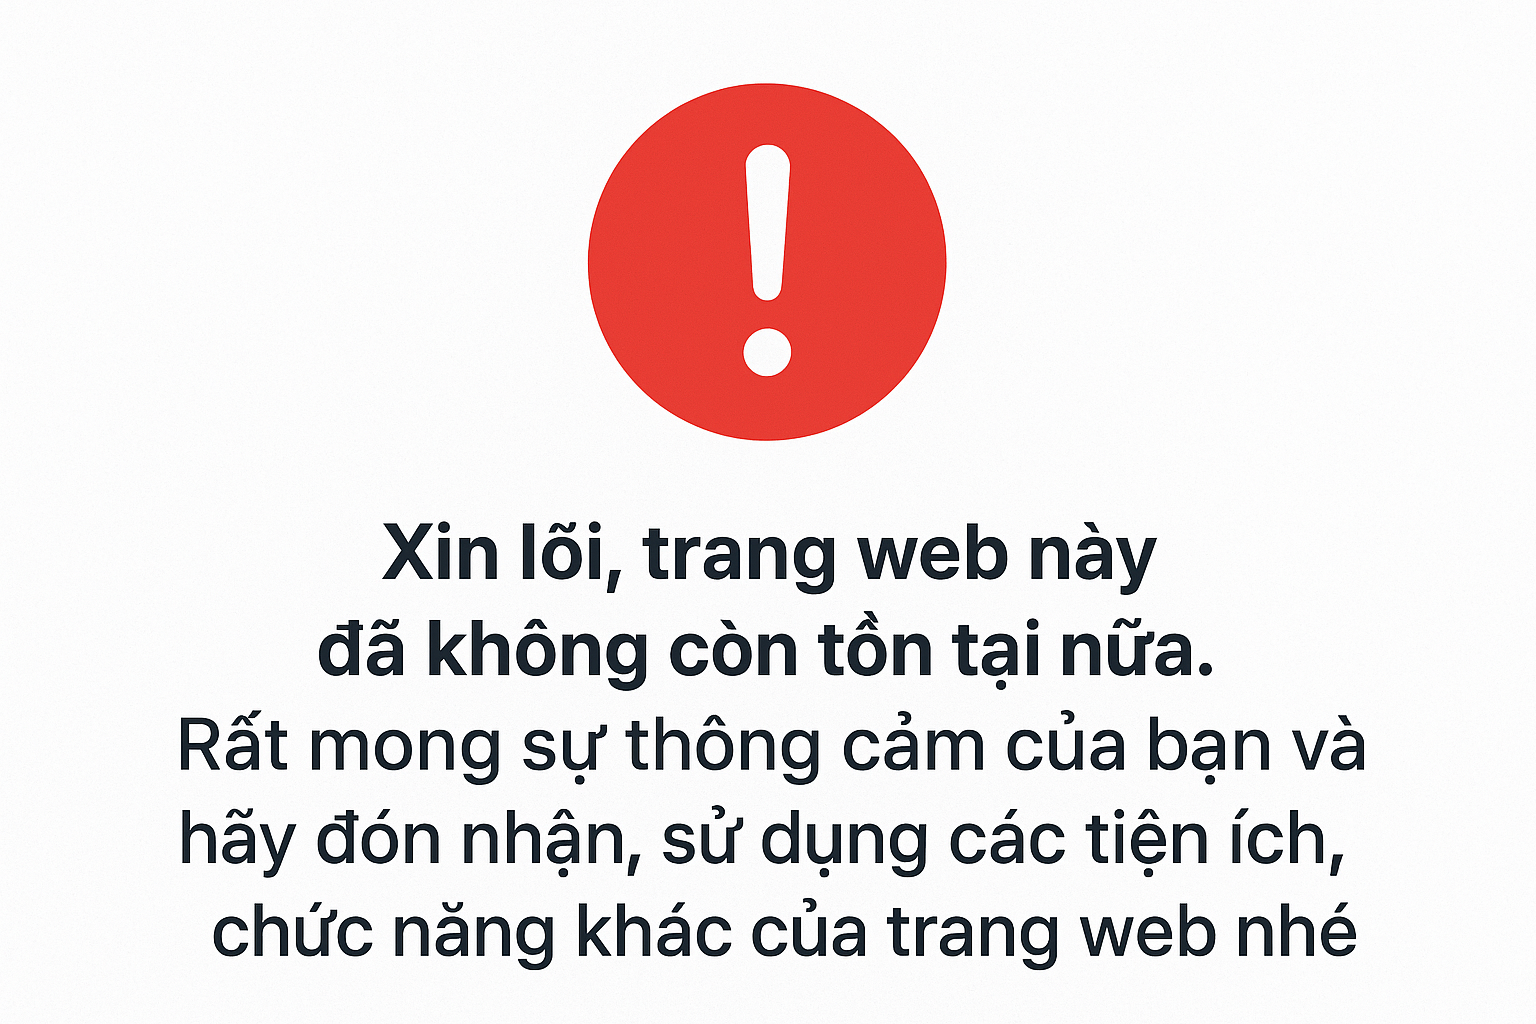 Xin lõi, trang web này
đã không còn tồn tại nữa.
Rất mong sự thông cảm của bạn và
hãy đón nhận, sử dụng các tiện ích,
chức năng khác của trang web nhé